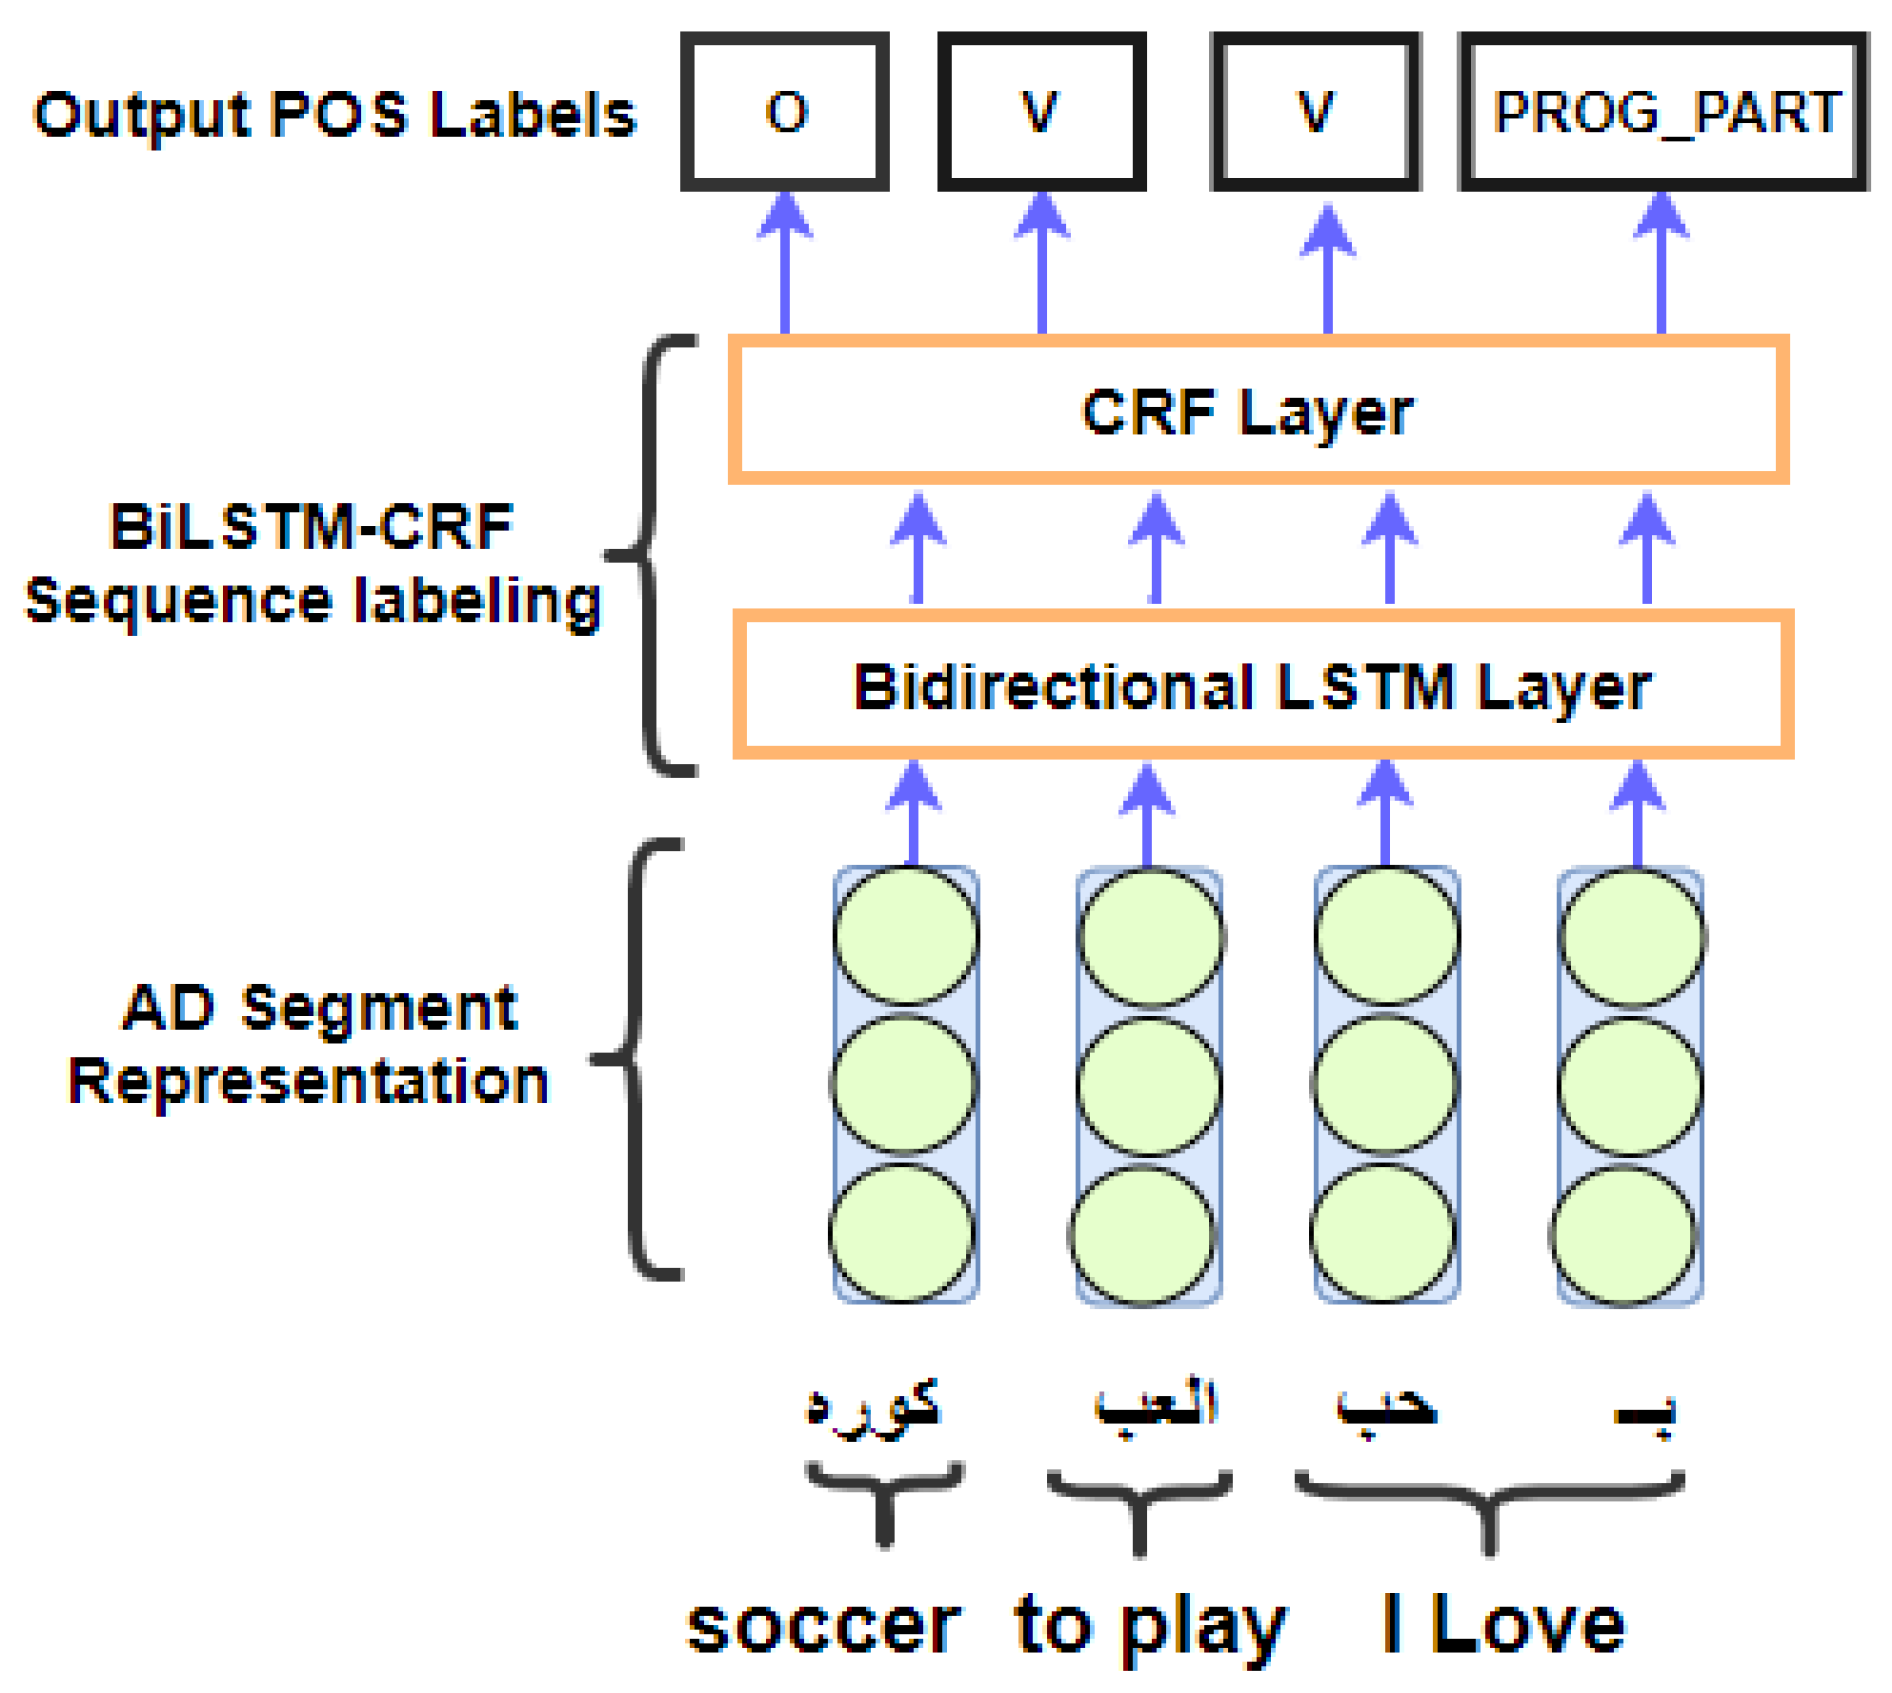 Output POS Labels
O
V
V
PROG_PART
CRF Layer
BiLSTM-CRF
Sequence labeling
Bidirectional LSTM Layer
AD Segment
Representation
بـ حب العب كوره
soccer to play I Love